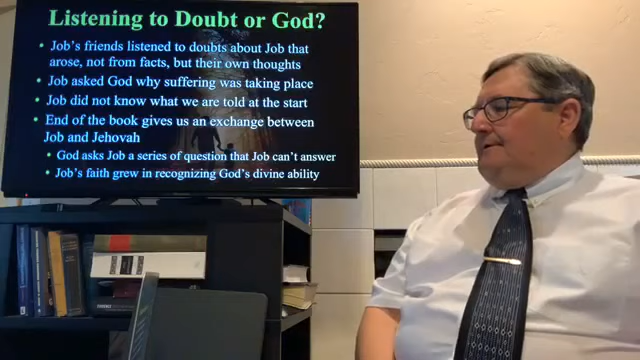 Listening to Doubt or God?
• Job's friends listened to doubts about Job that
arose, not from facts, but their own thoughts
• Job asked God why suffering was taking place
• Job did not know what we are told at the start
• End of the book gives us an exchange between
Job and Jehovah
• God asks Job a series of question that Job can't answer
• Job's faith grew in recognizing God's divine ability